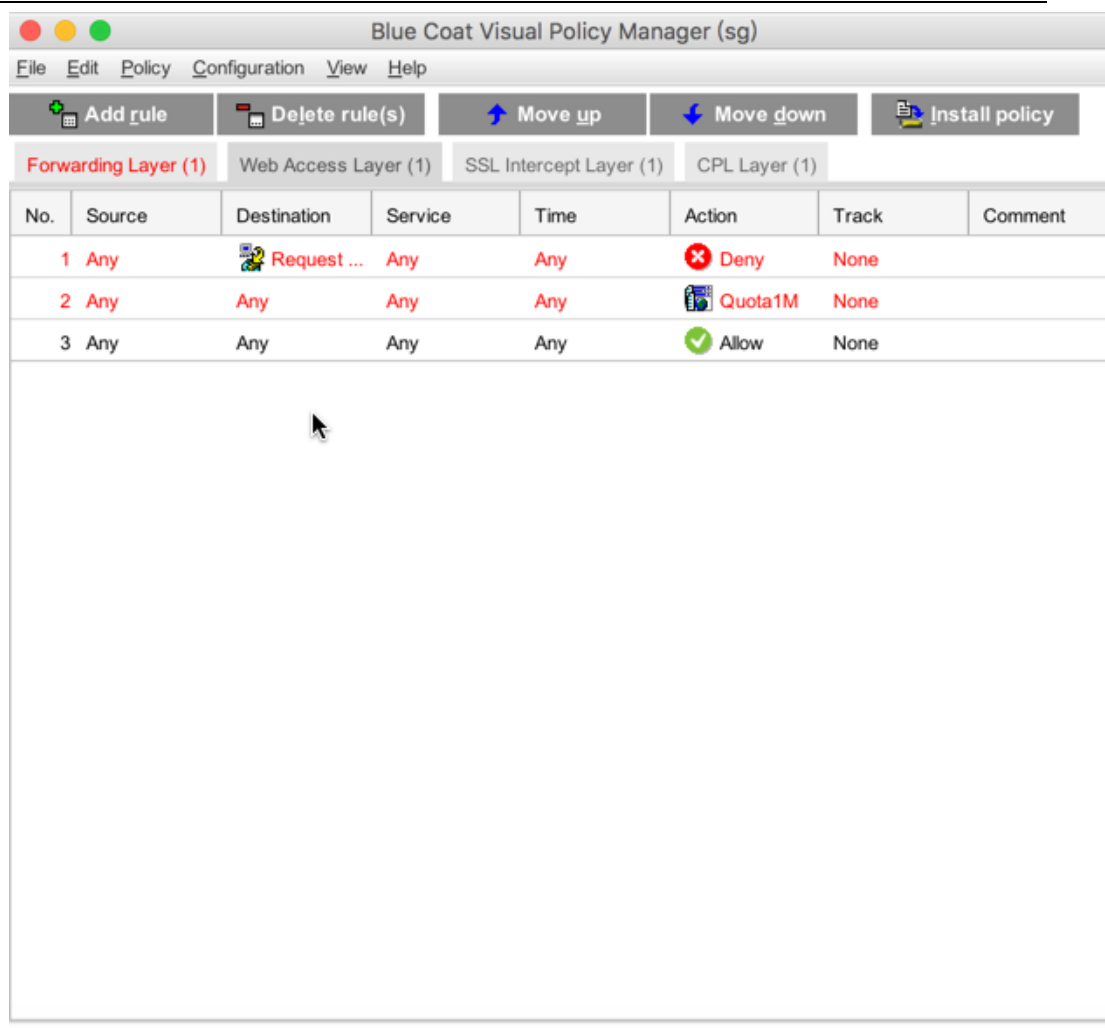 Blue Coat Visual Policy Manager (sg)
File Edit Policy Configuration View Help
Add rule Delete rule(s) Move up Move down Install policy
Forwarding Layer (1) Web Access Layer (1) SSL Intercept Layer (1) CPL Layer (1)
No. Source Destination Service Time Action Track Comment
1 Any Request ... Any Any Deny None
2 Any Any Any Any Quota1M None
3 Any Any Any Any Allow None